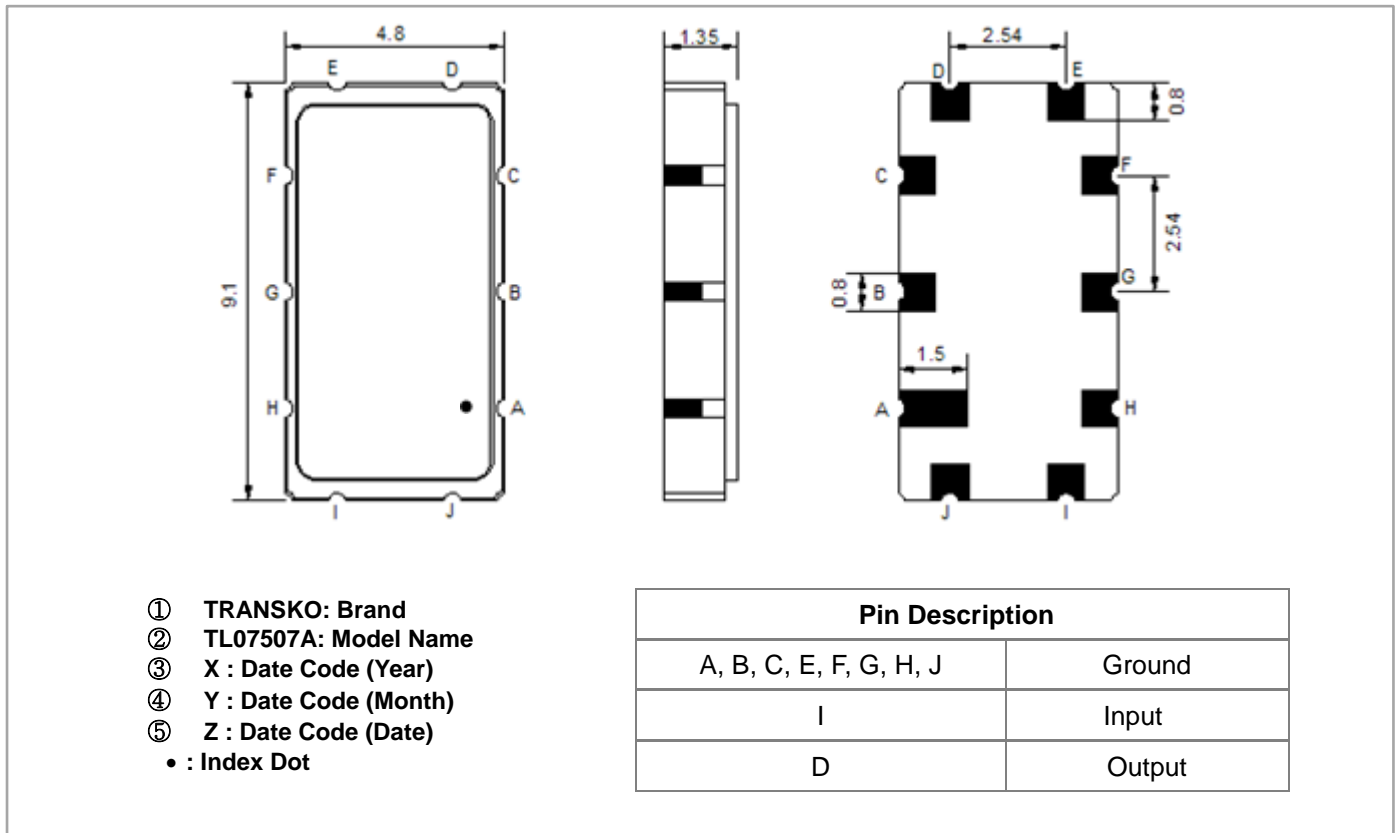 4.8
1.35
2.54
E D
D E
0.8
F C
C F
2.54
9.1
G B
0.8 B G
1.5
H A
A H
I J
J I
① TRANSKO: Brand
② TL07507A: Model Name
③ X : Date Code (Year)
④ Y : Date Code (Month)
⑤ Z : Date Code (Date)
• : Index Dot
Pin Description
A, B, C, E, F, G, H, J Ground
I Input
D Output